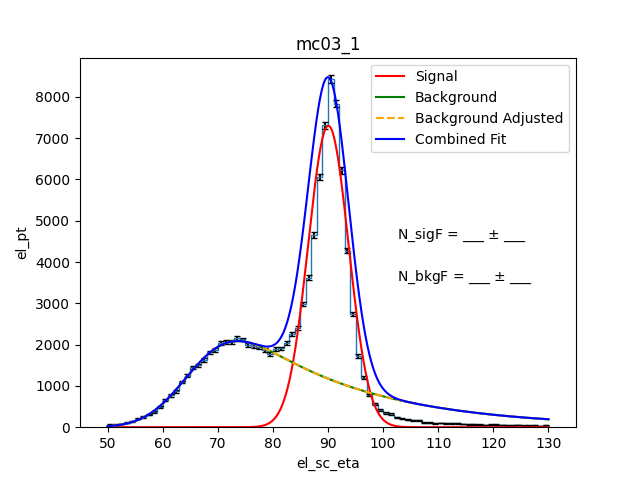 mc03_1
el_pt
8000
7000
6000
5000
4000
3000
2000
1000
0
Signal
Background
Background Adjusted
Combined Fit
N_sigF = ___ ± ___
N_bkgF = ___ ± ___
50 60 70 80 90 100 110 120 130
el_sc_eta